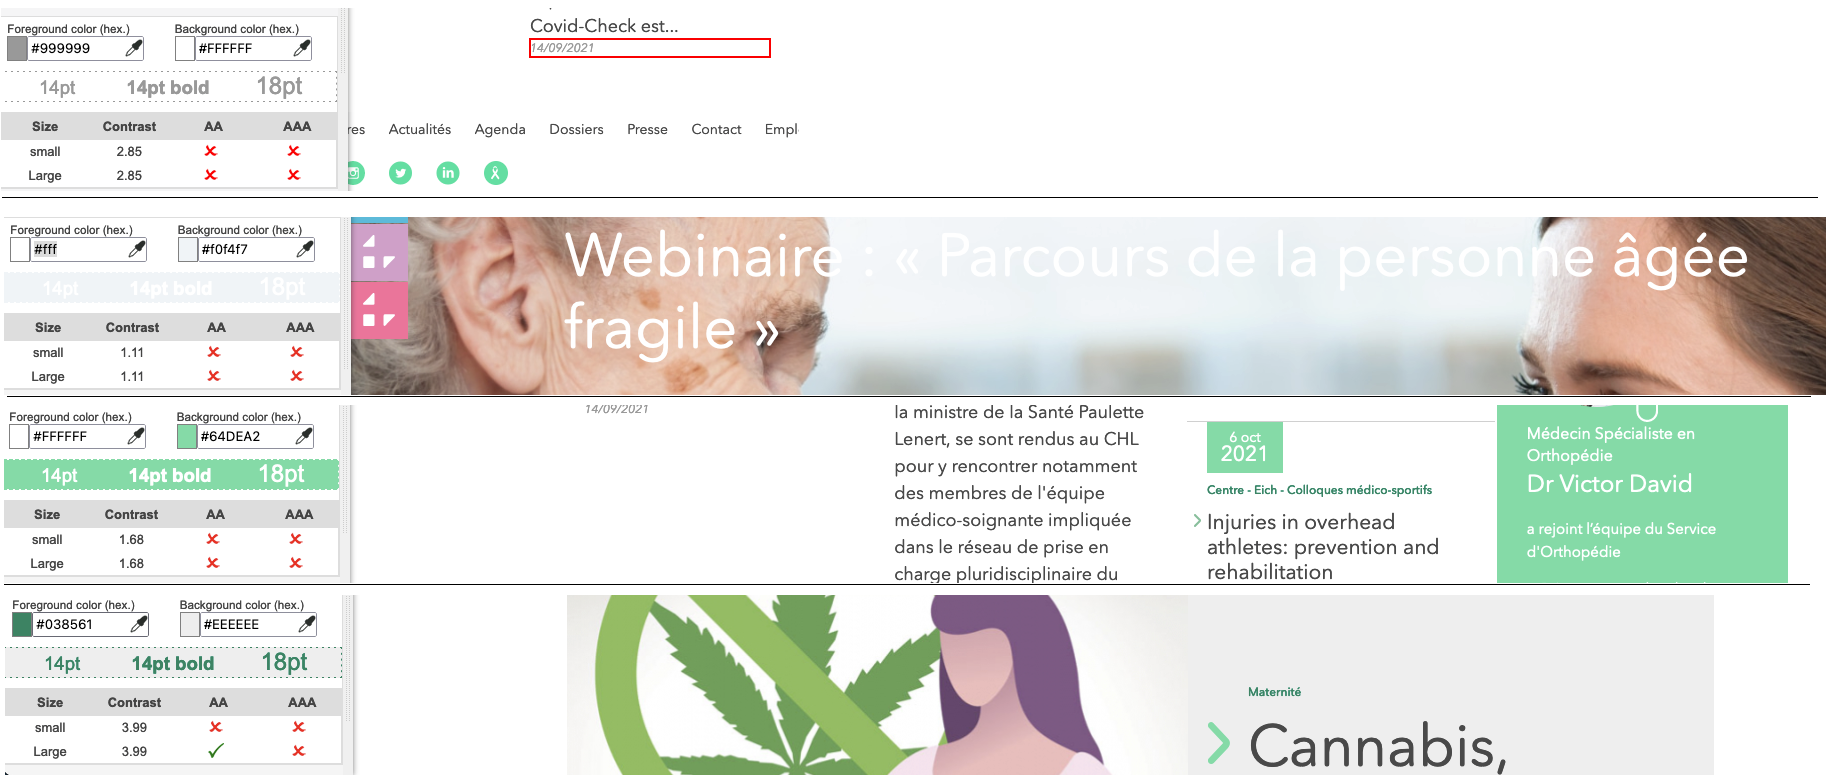 Covid-Check est...
Foreground color (hex.) Background color (hex.)
#999999 #FFFFFF
14/09/2021
14pt 14pt bold 18pt
Size Contrast AA AAA
small 2.85
Large 2.85
res Actualités Agenda Dossiers Presse Contact Empl
in
Foreground color (hex.) Background color (hex.)
#fff #f0f4f7
14pt 14pt bold 18pt
Size Contrast AA AAA
small 1.11
Large 1.11
Webinaire : « Parcours de la personne âgée
fragile »
Foreground color (hex.) Background color (hex.)
#FFFFFF #64DEA2
14pt 14pt bold 18pt
Size Contrast AA AAA
small 1.68
Large 1.68
14/09/2021
la ministre de la Santé Paulette
Lenert, se sont rendus au CHL
pour y rencontrer notamment
des membres de l'équipe
médico-soignante impliquée
dans le réseau de prise en
charge pluridisciplinaire du
6 oct
2021
Centre - Eich - Colloques médico-sportifs
Injuries in overhead
athletes: prevention and
rehabilitation
Médecin Spécialiste en
Orthopédie
Dr Victor David
a rejoint l’équipe du Service
d'Orthopédie
Foreground color (hex.) Background color (hex.)
#038561 #EEEEEE
14pt 14pt bold 18pt
Size Contrast AA AAA
small 3.99
Large 3.99
Maternité
Cannabis,